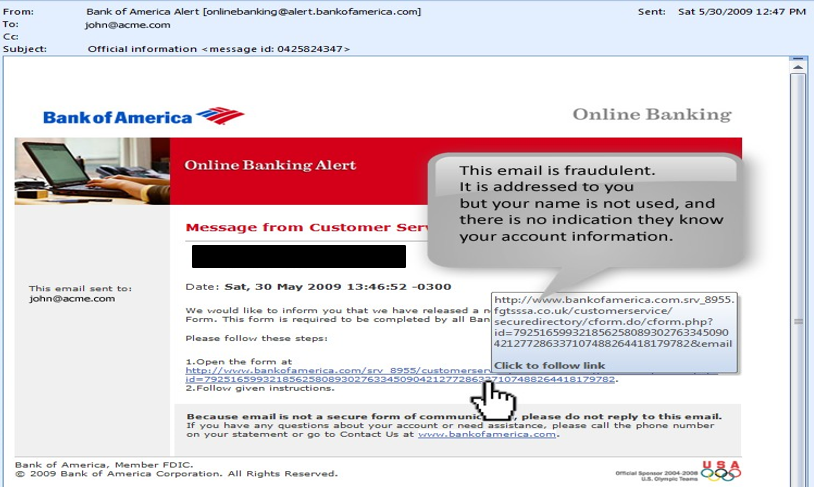 From: Bank of America Alert [onlinebanking@alert.bankofamerica.com] Sent: Sat 5/30/2009 12:47 PM
To: john@acme.com
Cc:
Subject: Official information <message id: 0425824347>
Bank of America Online Banking
Online Banking Alert
This email is fraudulent.
It is addressed to you
but your name is not used, and
there is no indication they know
your account information.
Message from Customer Ser
This email sent to:
john@acme.com
Date: Sat, 30 May 2009 13:46:52 -0300
We would like to inform you that we have released a n
Form. This form is required to be completed by all Ban
Please follow these steps:
1.Open the form at
http://www.bankofamerica.com/srv_8955/customerserv
id=792516599321856258089302763345090421277286337107488264418179782.
2.Follow given instructions.
http://www.bankofamerica.com.srv_8955.
fgtsssa.co.uk/customerservice/
securedirectory/cform.do/cform.php?
id=792516599321856258089302763345090
421277286337107488264418179782&email
Click to follow link
Because email is not a secure form of communic , please do not reply to this email.
If you have any questions about your account or need assistance, please call the phone number
on your statement or go to Contact Us at www.bankofamerica.com.
Bank of America, Member FDIC.
© 2009 Bank of America Corporation. All Rights Reserved.
USA
Official Sponsor 2004-2008
U.S. Olympic Teams